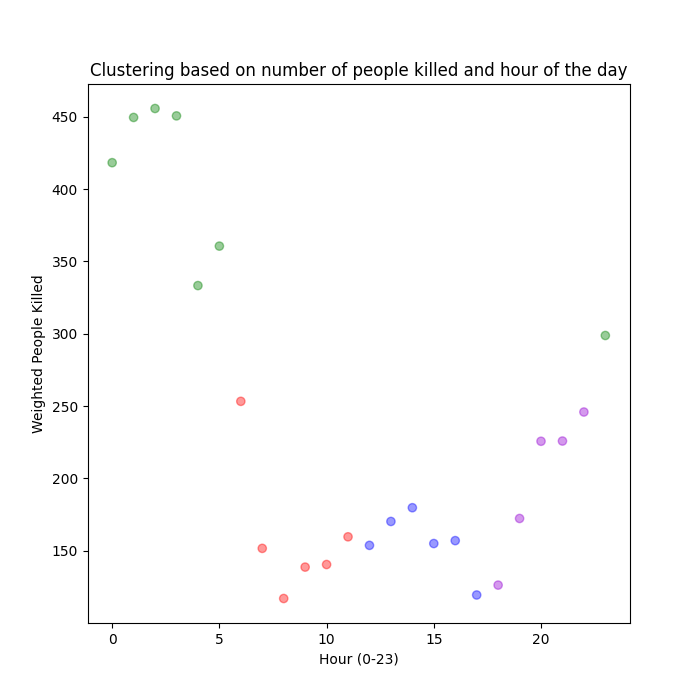 Clustering based on number of people killed and hour of the day
450
400
350
300
250
200
150
Weighted People Killed
0 5 10 15 20
Hour (0-23)